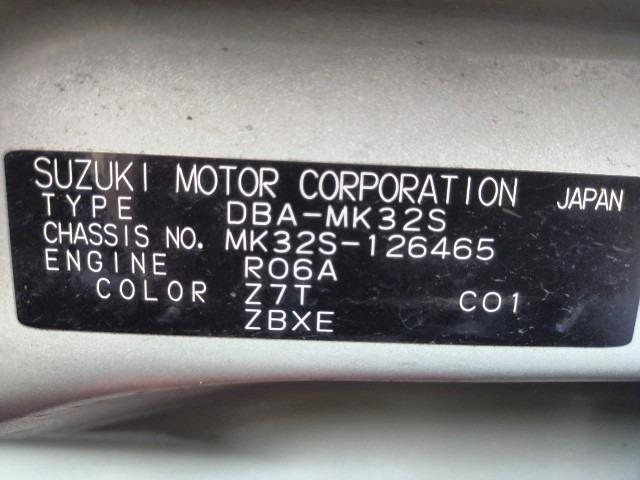 SUZUKI MOTOR CORPORATION JAPAN
TYPE DBA-MK32S
CHASSIS NO. MK32S-126465
ENGINE R06A
COLOR Z7T C01
ZBXE